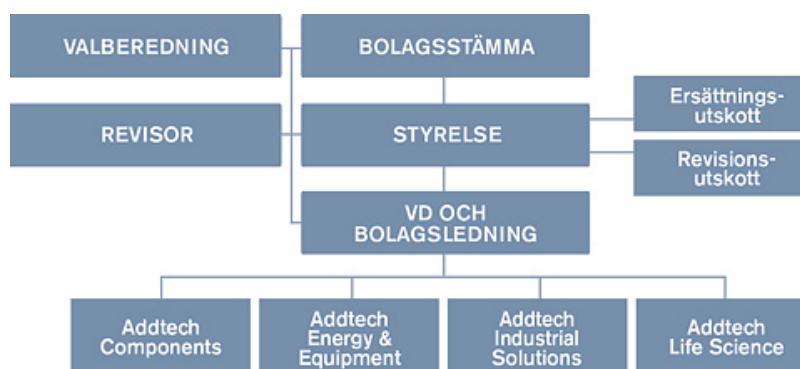 VALBEREDNING
BOLAGSSTÄMMA
Ersättnings-
utskott
REVISOR
STYRELSE
Revisions-
utskott
VD OCH
BOLAGSLEDNING
Addtech
Components
Addtech
Energy &
Equipment
Addtech
Industrial
Solutions
Addtech
Life Science